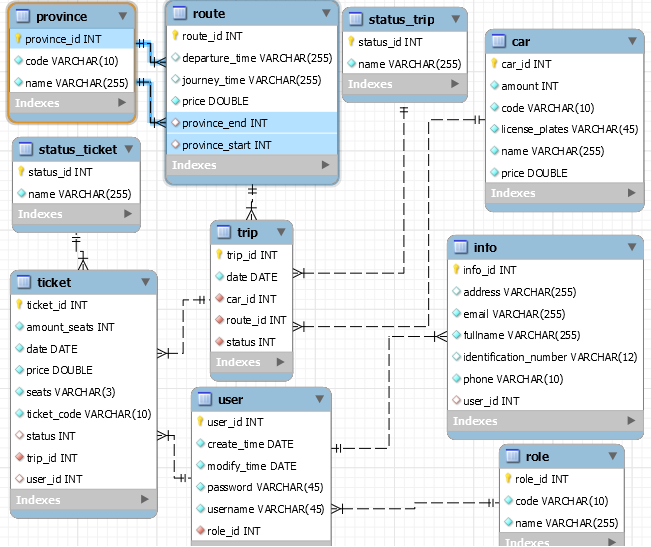 province
province_id INT
code VARCHAR(10)
name VARCHAR(255)
Indexes
route
route_id INT
departure_time VARCHAR(255)
journey_time VARCHAR(255)
price DOUBLE
province_end INT
province_start INT
Indexes
status_trip
status_id INT
name VARCHAR(255)
Indexes
car
car_id INT
amount INT
code VARCHAR(10)
license_plates VARCHAR(45)
name VARCHAR(255)
price DOUBLE
Indexes
status_ticket
status_id INT
name VARCHAR(255)
Indexes
trip
trip_id INT
date DATE
car_id INT
route_id INT
status INT
Indexes
info
info_id INT
address VARCHAR(255)
email VARCHAR(255)
fullname VARCHAR(255)
identification_number VARCHAR(12)
phone VARCHAR(10)
user_id INT
Indexes
ticket
ticket_id INT
amount_seats INT
date DATE
price DOUBLE
seats VARCHAR(3)
ticket_code VARCHAR(10)
status INT
trip_id INT
user_id INT
Indexes
user
user_id INT
create_time DATE
modify_time DATE
password VARCHAR(45)
username VARCHAR(45)
role_id INT
role
role_id INT
code VARCHAR(10)
name VARCHAR(255)
Indexes